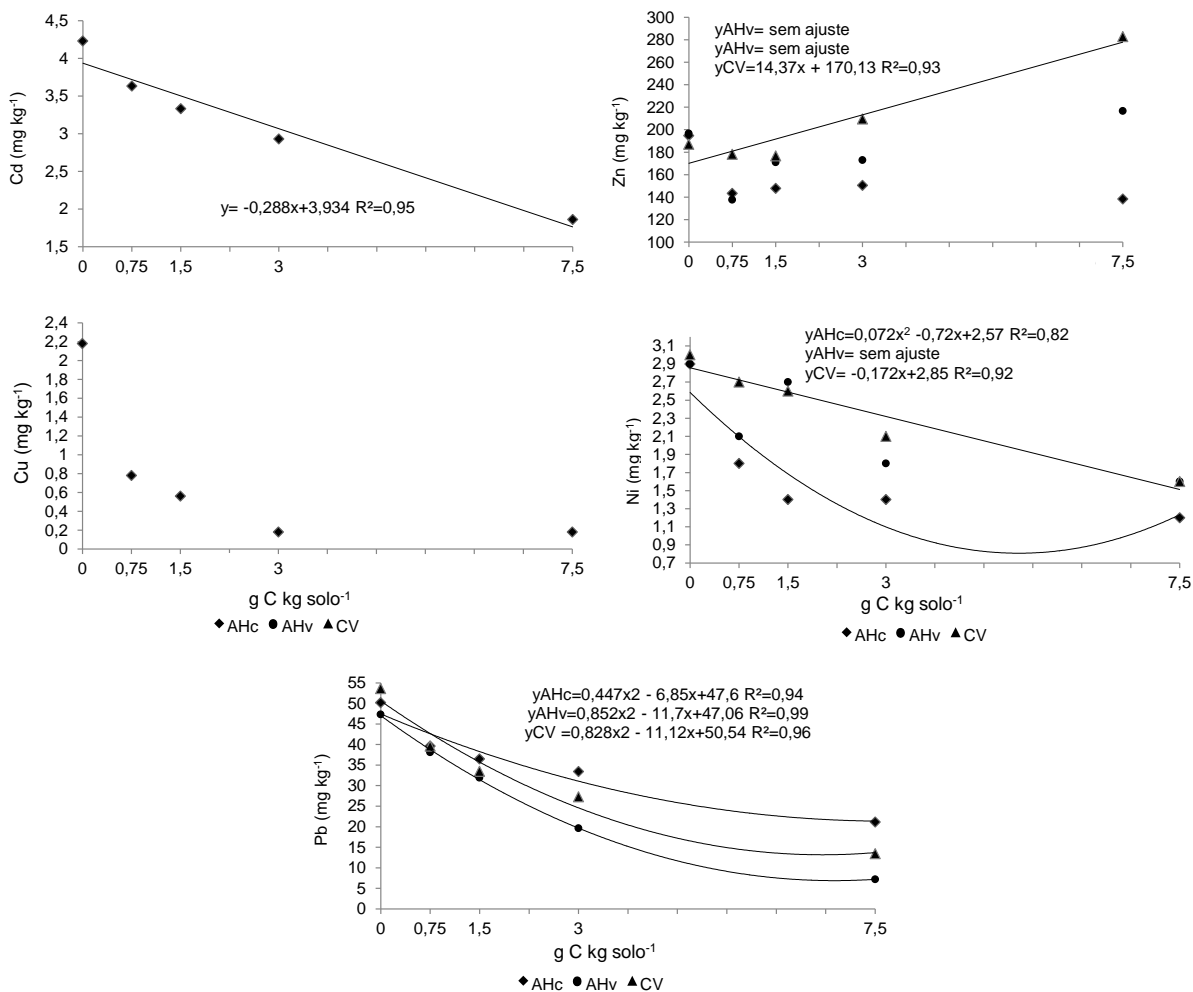 4,5
4
3,5
3
2,5
2
1,5
Cd (mg kg-1)
y= -0,288x+3,934 R²=0,95
0 0,75 1,5 3 7,5
300
280
260
240
220
200
180
160
140
120
100
Zn (mg kg-1)
yAHv= sem ajuste
yAHv= sem ajuste
yCV=14,37x + 170,13 R²=0,93
0 0,75 1,5 3 7,5
2,4
2,2
2
1,8
1,6
1,4
1,2
1
0,8
0,6
0,4
0,2
0
Cu (mg kg-1)
0 0,75 1,5 3 7,5
g C kg solo-1
◆ AHc ● AHv ▲ CV
3,1
2,9
2,7
2,5
2,3
2,1
1,9
1,7
1,5
1,3
1,1
0,9
0,7
Ni (mg kg-1)
yAHc=0,072x2 -0,72x+2,57 R²=0,82
yAHv= sem ajuste
yCV= -0,172x+2,85 R²=0,92
0 0,75 1,5 3 7,5
g C kg solo-1
◆ AHc ● AHv ▲ CV
55
50
45
40
35
30
25
20
15
10
5
0
Pb (mg kg-1)
yAHc=0,447x2 - 6,85x+47,6 R²=0,94
yAHv=0,852x2 - 11,7x+47,06 R²=0,99
yCV =0,828x2 - 11,12x+50,54 R²=0,96
0 0,75 1,5 3 7,5
g C kg solo-1
◆ AHc ● AHv ▲ CV